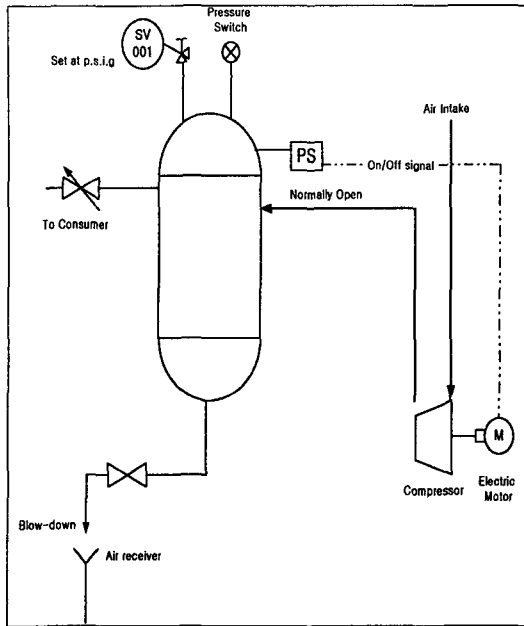 Pressure
Switch
SV
001
Set at p.s.i.g
Air Intake
PS
On/Off signal
To Consumer
Normally Open
M
Compressor
Electric
Motor
Blow-down
Air receiver